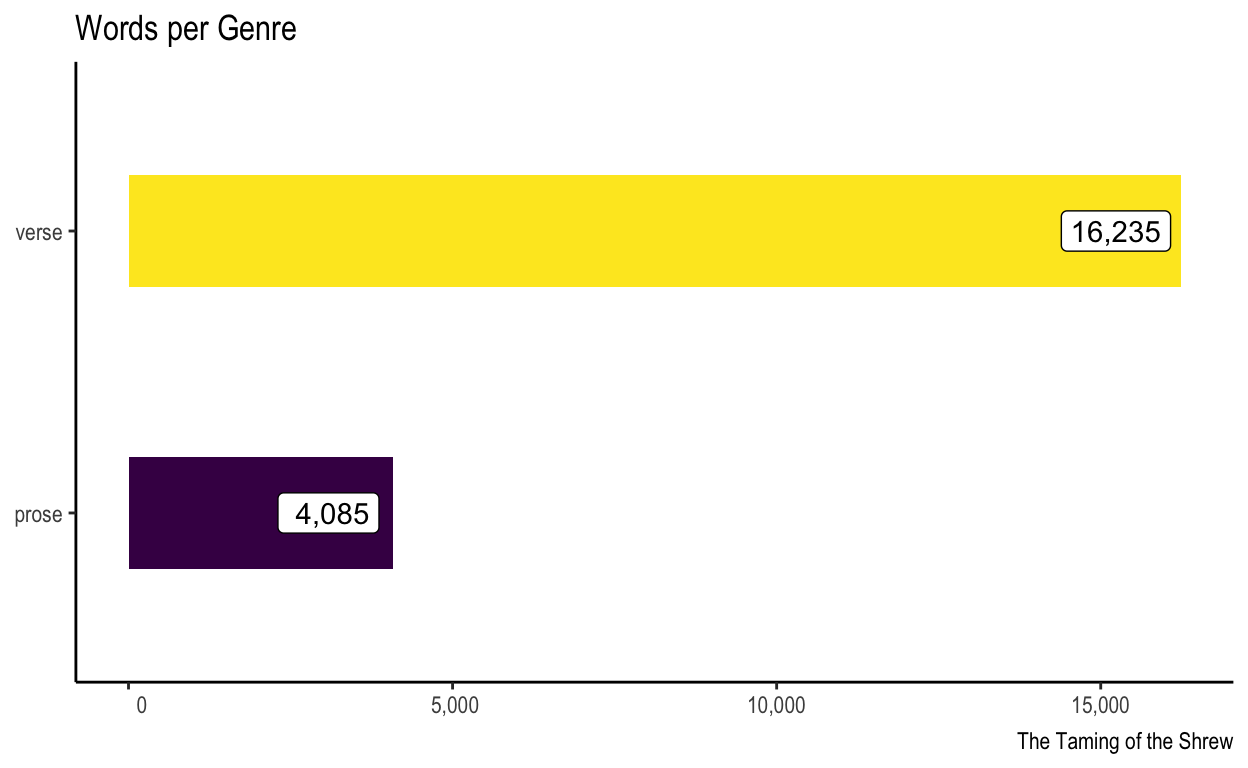 Words per Genre
verse
16,235
prose
4,085
0 5,000 10,000 15,000
The Taming of the Shrew